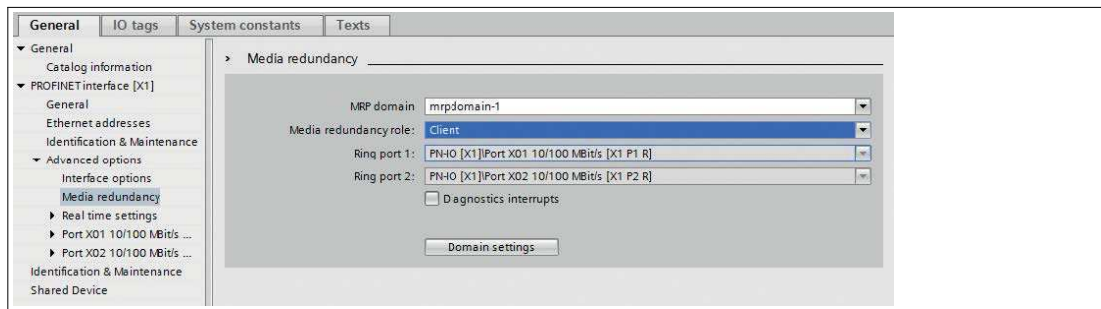 General IO tags System constants Texts
General
Catalog information
PROFINET interface [X1]
General
Ethernet addresses
Identification & Maintenance
Advanced options
Interface options
Media redundancy
Real time settings
Port X01 10/100 MBit/s ...
Port X02 10/100 MBit/s ...
Identification & Maintenance
Shared Device
Media redundancy
MRP domain mrpdomain-1
Media redundancy role: Client
Ring port 1: PN-IO [X1]\Port X01 10/100 MBit/s [X1 P1 R]
Ring port 2: PN-IO [X1]\Port X02 10/100 MBit/s [X1 P2 R]
Diagnostics interrupts
Domain settings